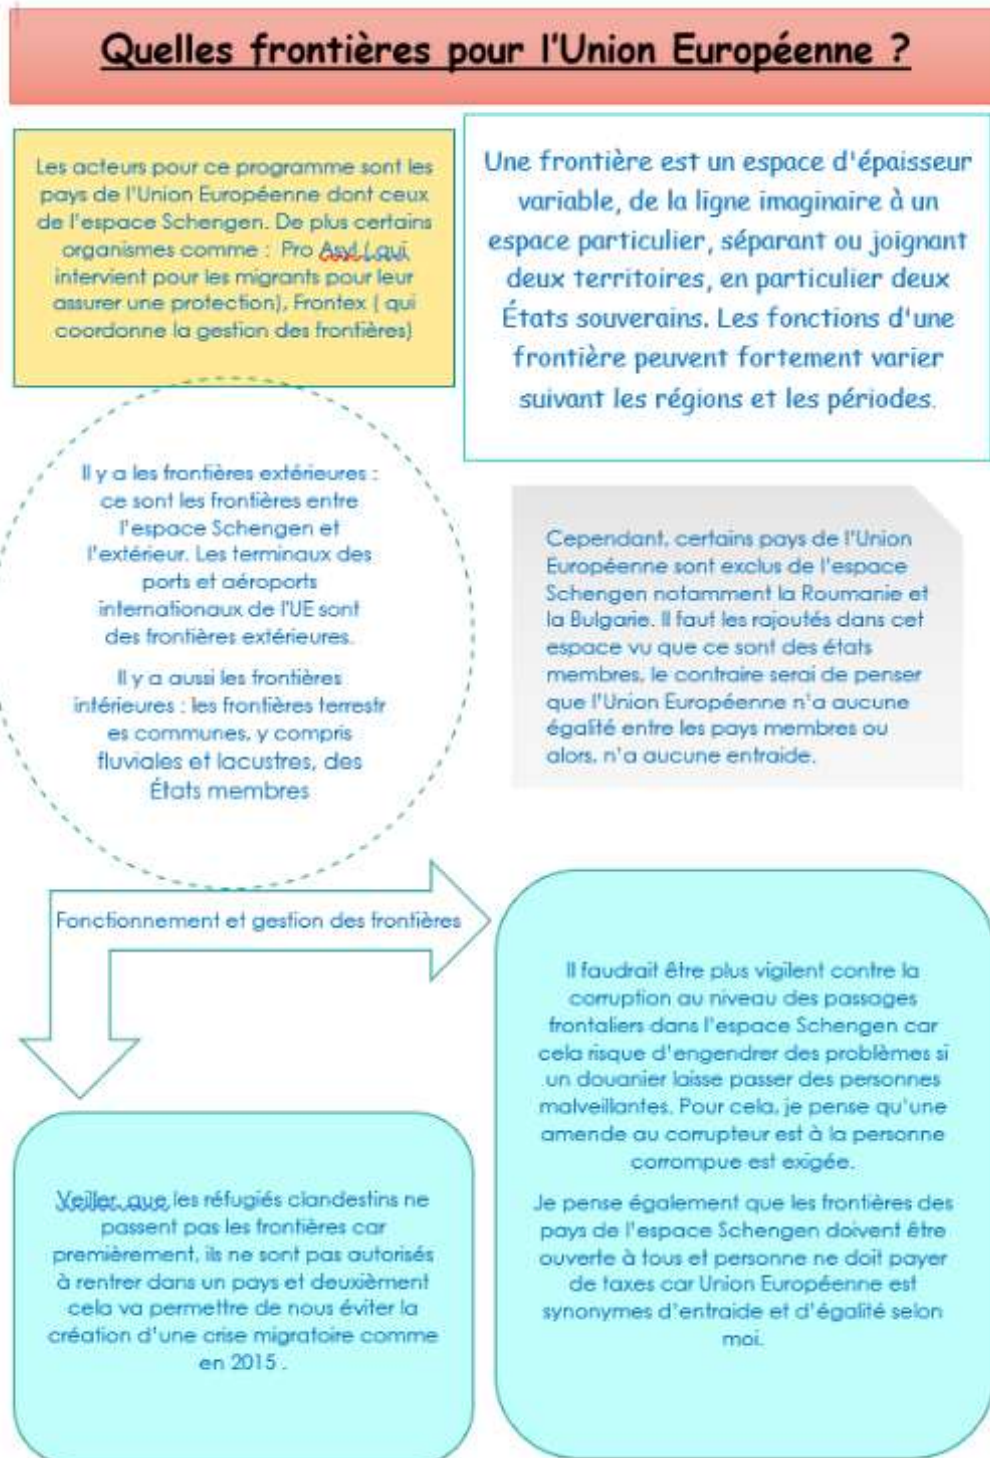 Quelles frontières pour l'Union Européenne ?
Les acteurs pour ce programme sont les
pays de l'Union Européenne dont ceux
de l'espace Schengen. De plus certains
organismes comme : Pro Asyl ( qui
intervient pour les migrants pour leur
assurer une protection), Frontex ( qui
coordonne la gestion des frontières)
Une frontière est un espace d'épaisseur
variable, de la ligne imaginaire à un
espace particulier, séparant ou joignant
deux territoires, en particulier deux
États souverains. Les fonctions d'une
frontière peuvent fortement varier
suivant les régions et les périodes.
Il y a les frontières extérieures :
ce sont les frontières entre
l'espace Schengen et
l'extérieur. Les terminaux des
ports et aéroports
internationaux de l'UE sont
des frontières extérieures.
Il y a aussi les frontières
intérieures : les frontières terrestr
es communes, y compris
fluviales et lacustres, des
États membres
Cependant, certains pays de l'Union
Européenne sont exclus de l'espace
Schengen notamment la Roumanie et
la Bulgarie. Il faut les rajoutés dans cet
espace vu que ce sont des états
membres, le contraire serai de penser
que l'Union Européenne n'a aucune
égalité entre les pays membres ou
alors, n'a aucune entraide.
Fonctionnement et gestion des frontières
Il faudrait être plus vigilent contre la
corruption au niveau des passages
frontaliers dans l'espace Schengen car
cela risque d'engendrer des problèmes si
un douanier laisse passer des personnes
malveillantes. Pour cela, je pense qu'une
amende au corrupteur est à la personne
corrompue est exigée.
Je pense également que les frontières des
pays de l'espace Schengen doivent être
ouverte à tous et personne ne doit payer
de taxes car Union Européenne est
synonymes d'entraide et d'égalité selon
moi.
Veiller que les réfugiés clandestins ne
passent pas les frontières car
premièrement, ils ne sont pas autorisés
à rentrer dans un pays et deuxièment
cela va permettre de nous éviter la
création d'une crise migratoire comme
en 2015 .